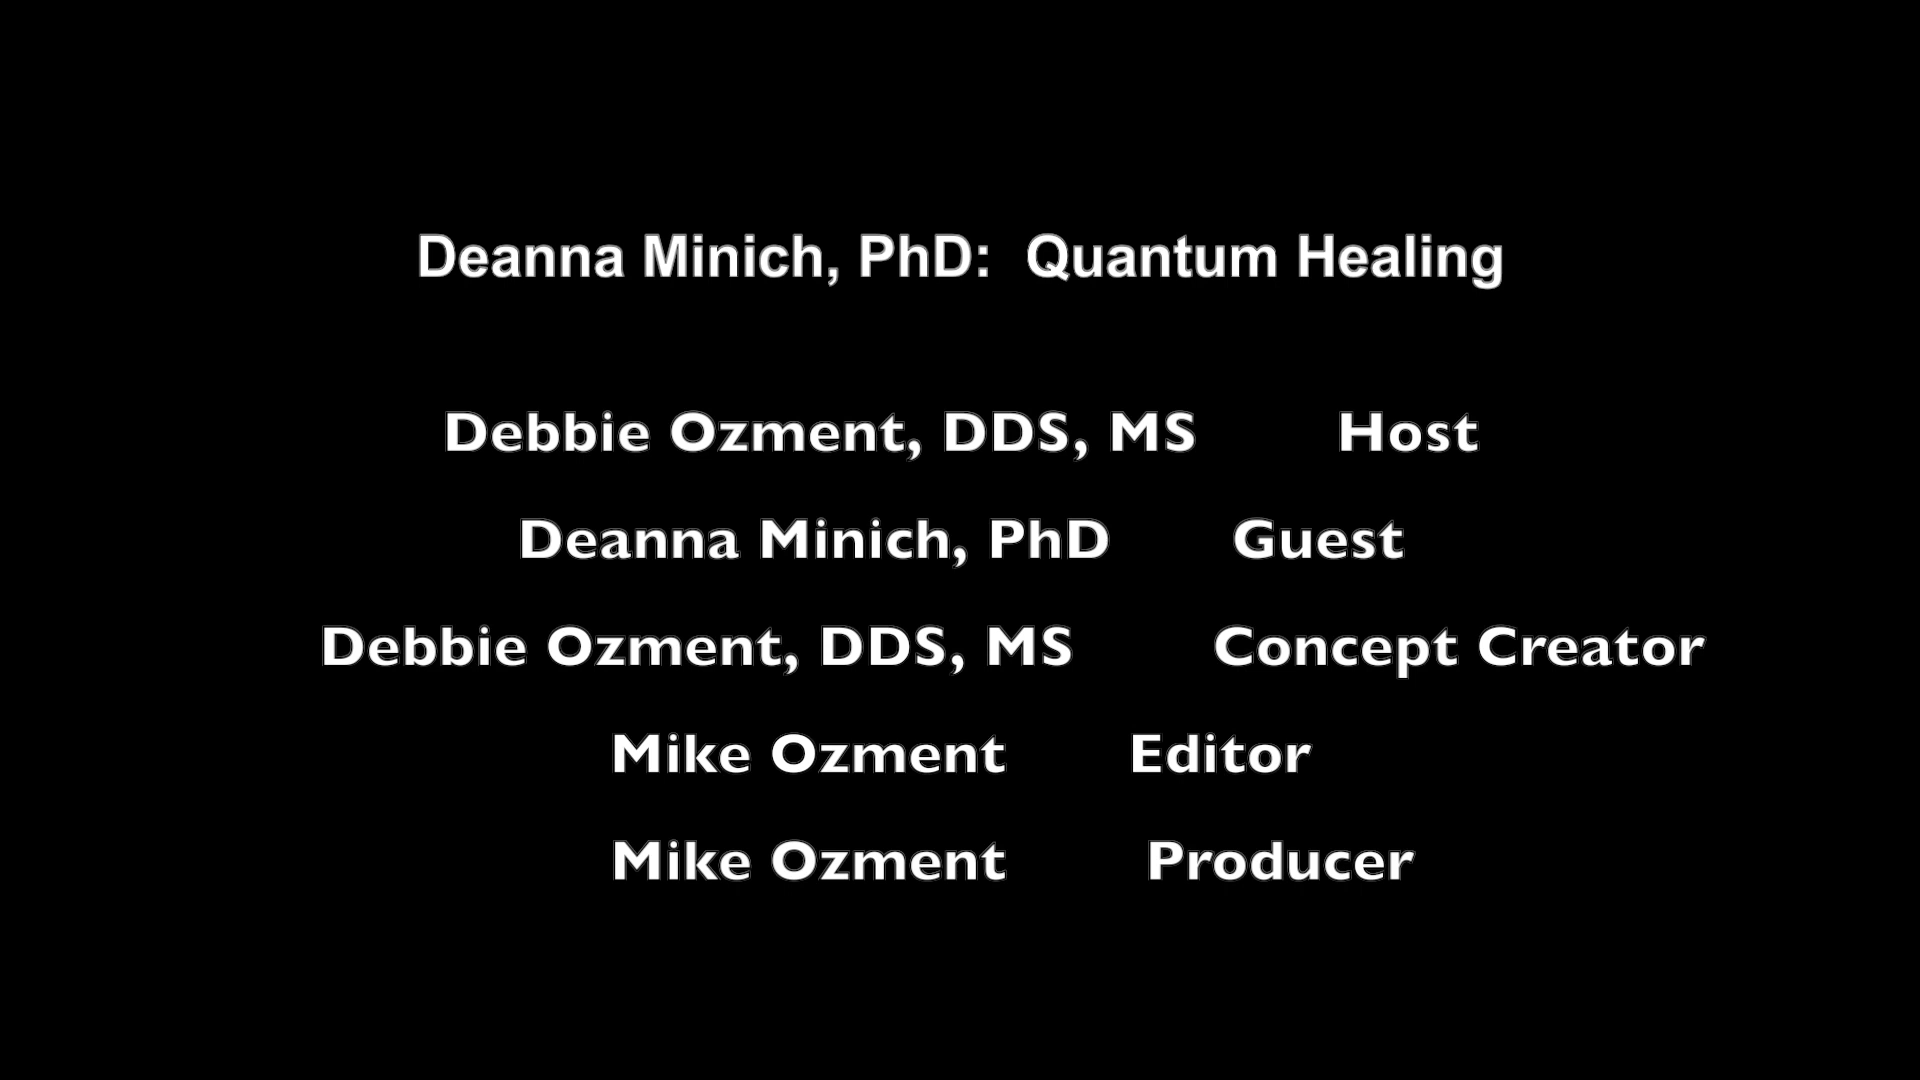 Deanna Minich, PhD:  Quantum Healing
Debbie Ozment, DDS, MS Host
Deanna Minich, PhD Guest
Debbie Ozment, DDS, MS Concept Creator
Mike Ozment Editor
Mike Ozment Producer